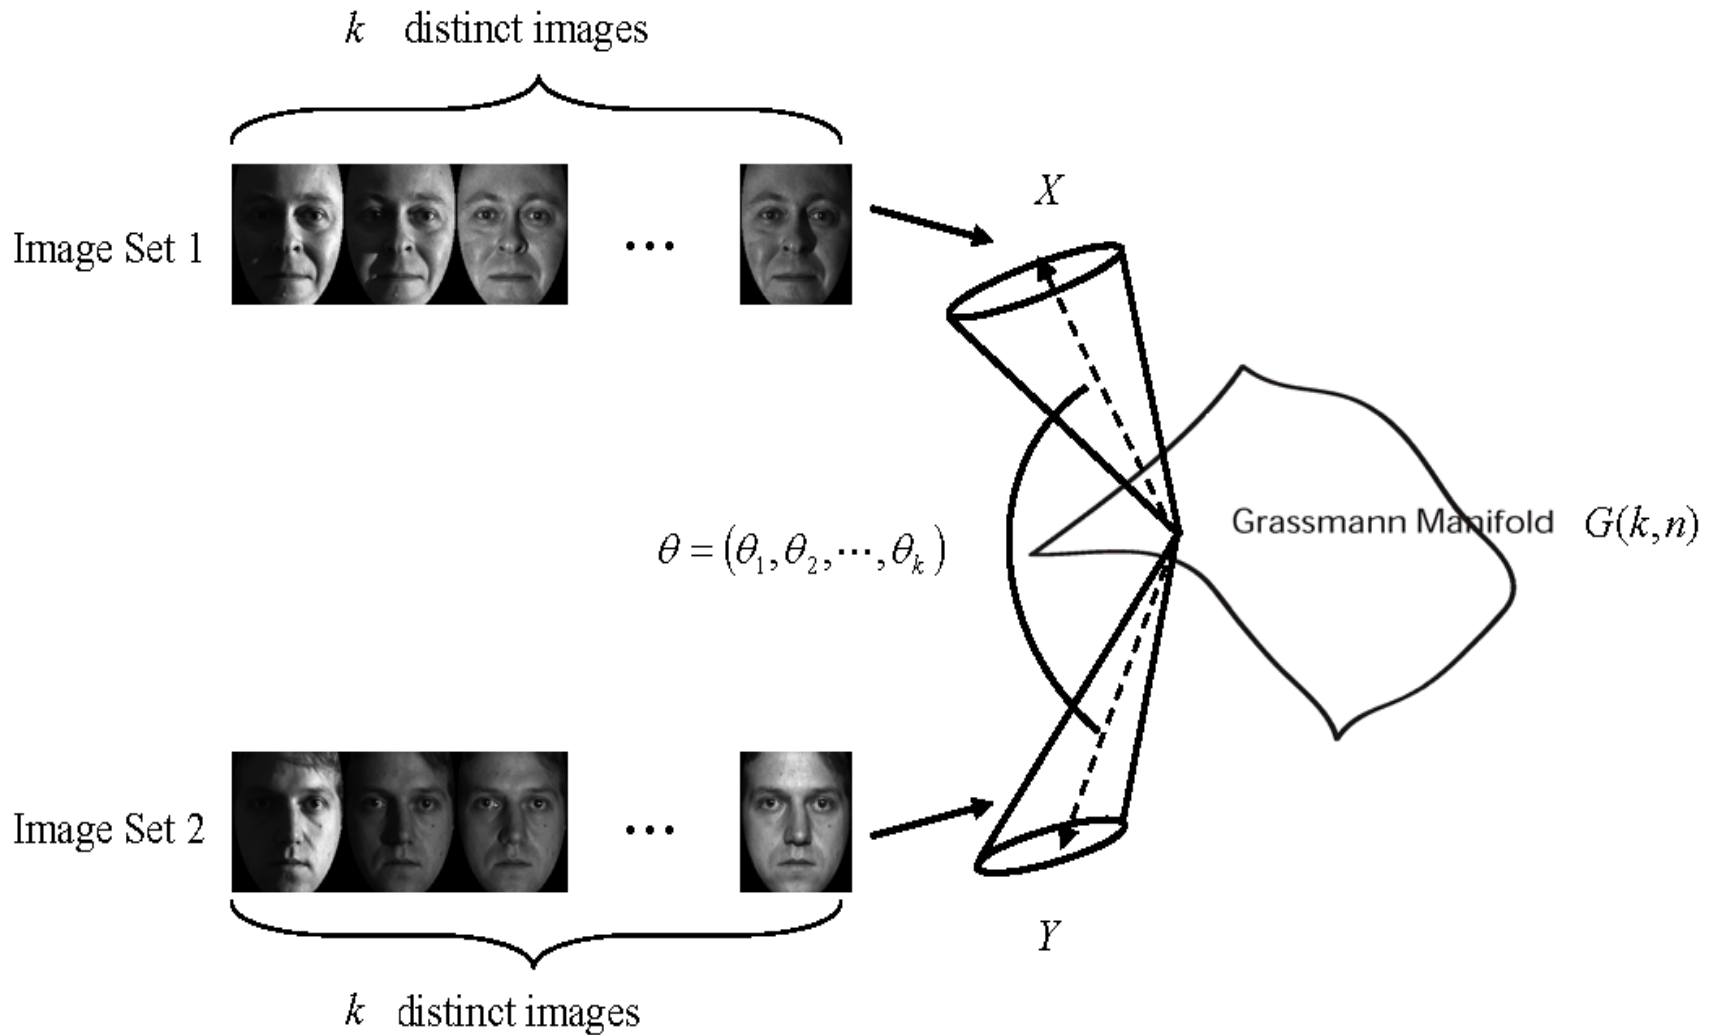 k distinct images
Image Set 1
...
X
θ = (θ₁, θ₂, ⋯, θₖ)
Grassmann Manifold G(k, n)
Image Set 2
...
Y
k distinct images